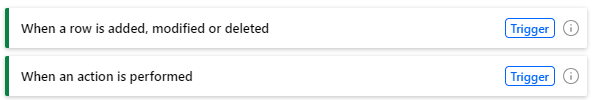 When a row is added, modified or deleted Trigger
When an action is performed Trigger